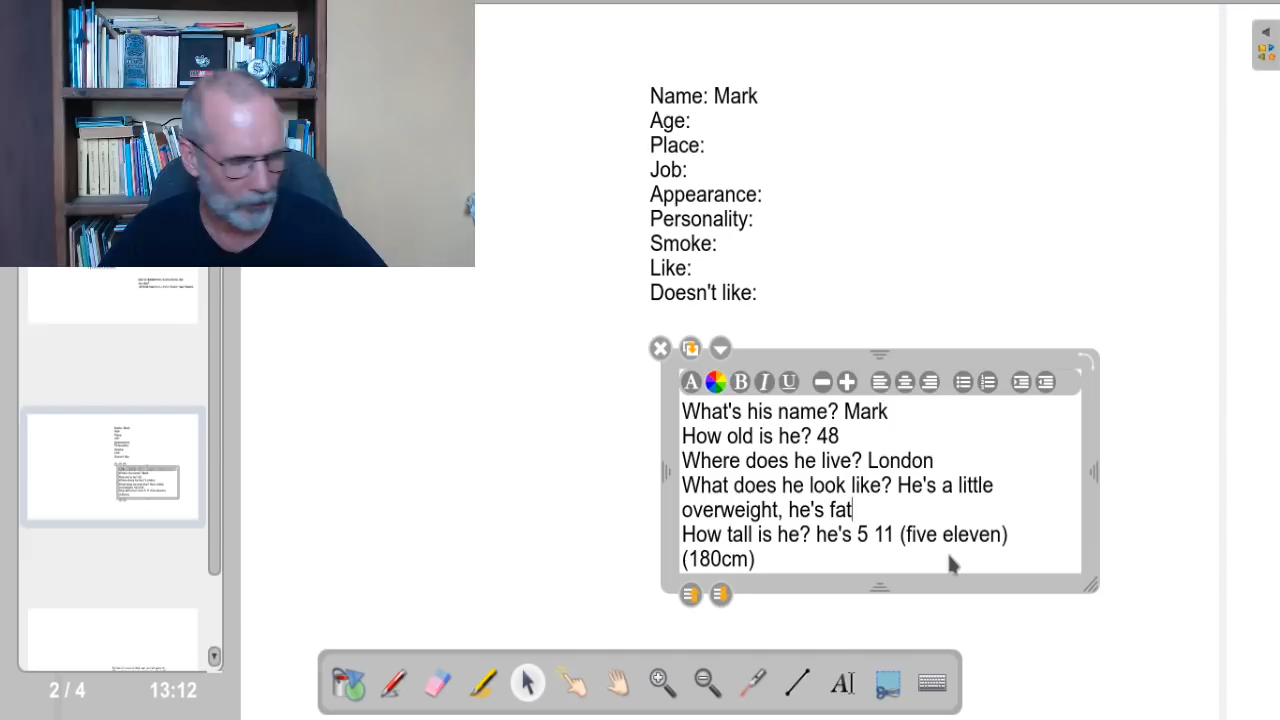 Name: Mark
Age:
Place:
Job:
Appearance:
Personality:
Smoke:
Like:
Doesn't like:
A B I U
What's his name? Mark
How old is he? 48
Where does he live? London
What does he look like? He's a little
overweight, he's fat
How tall is he? he's 5 11 (five eleven)
(180cm)
2 / 4
13:12